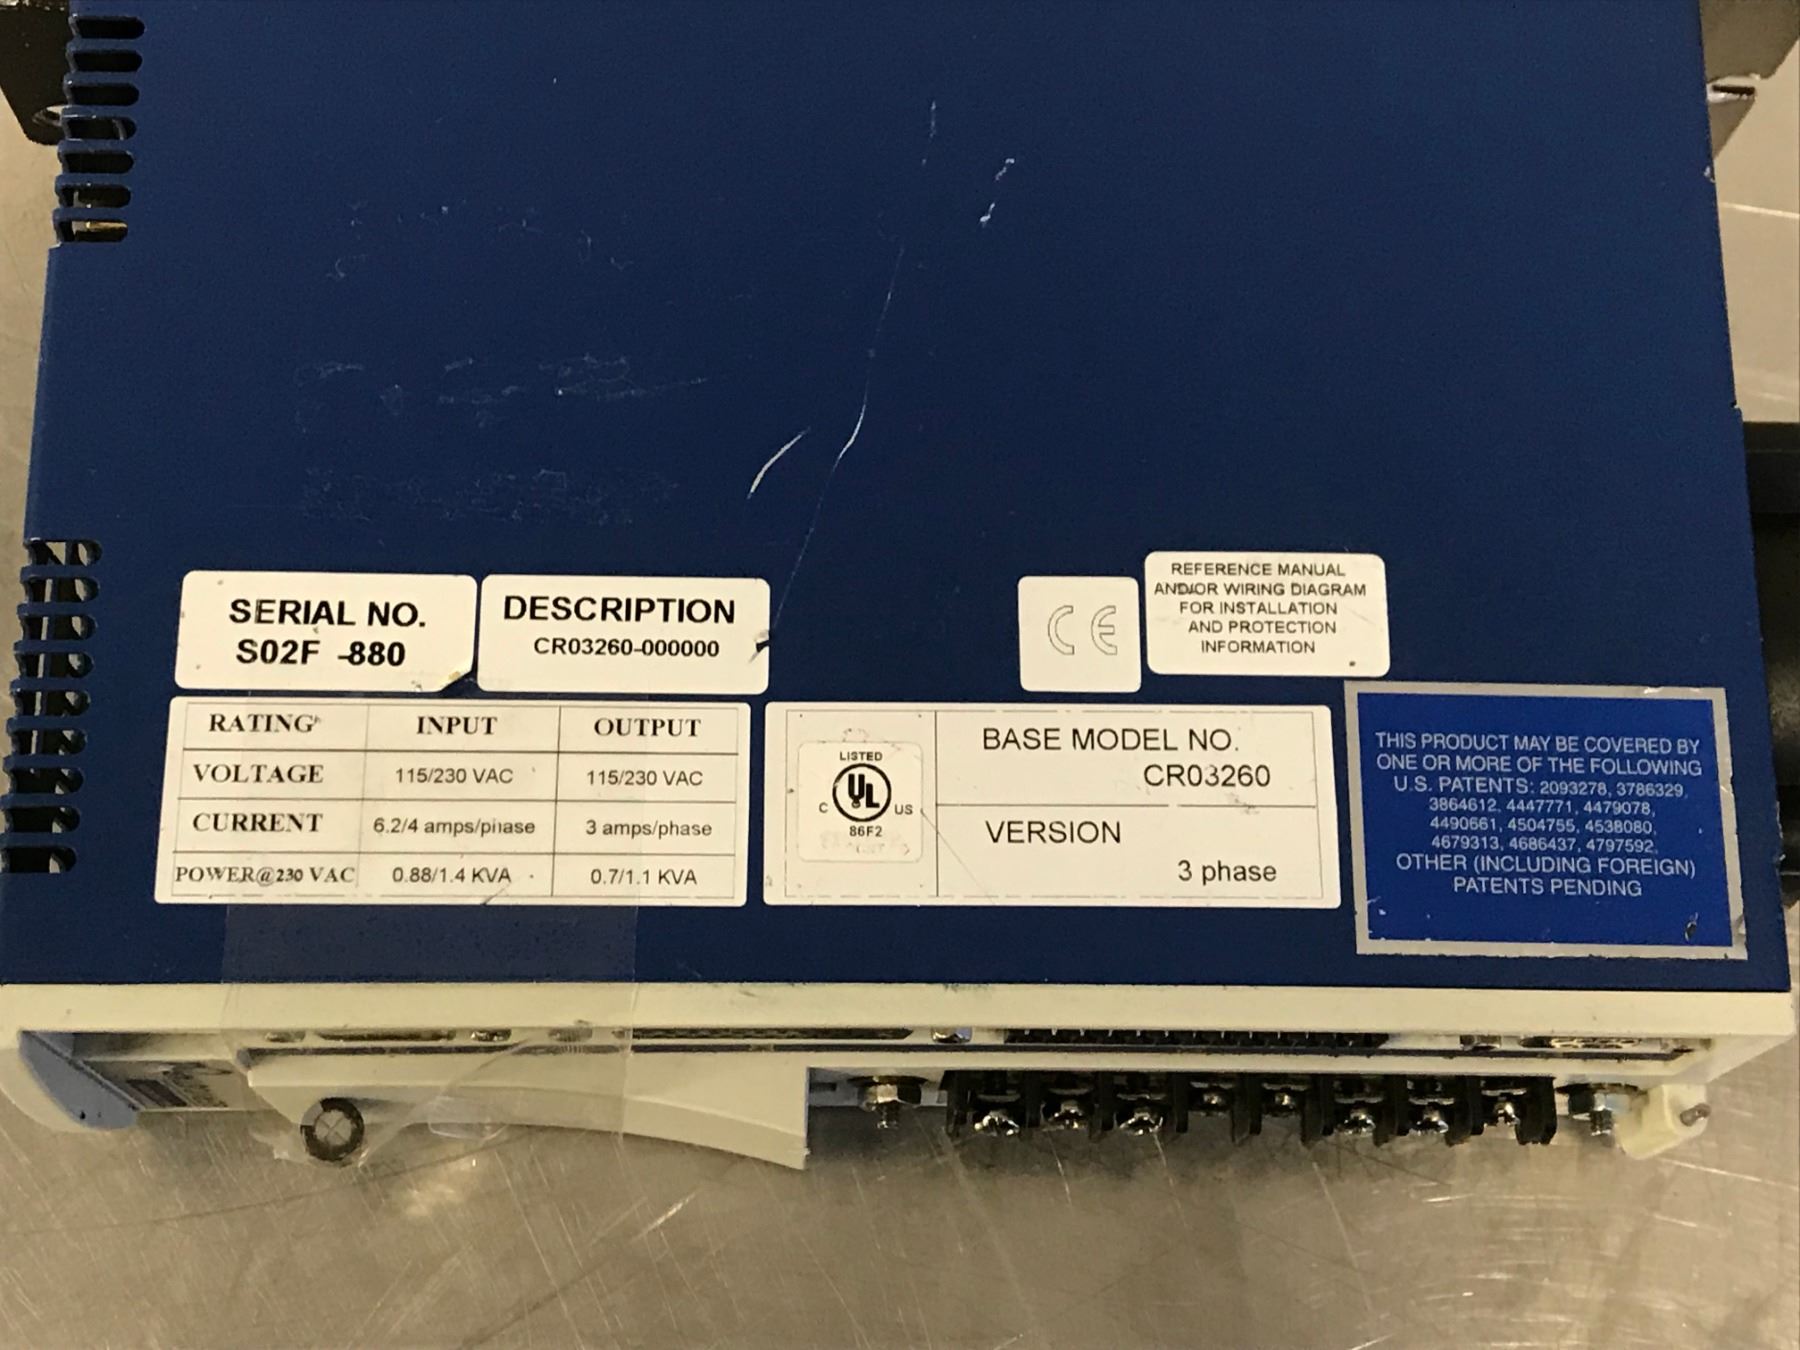 SERIAL NO.
S02F -880
DESCRIPTION
CR03260-000000
CE
REFERENCE MANUAL
AND/OR WIRING DIAGRAM
FOR INSTALLATION
AND PROTECTION
INFORMATION
RATING INPUT OUTPUT
VOLTAGE 115/230 VAC 115/230 VAC
CURRENT 6.2/4 amps/phase 3 amps/phase
POWER@230 VAC 0.88/1.4 KVA 0.7/1.1 KVA
LISTED
C UL US
86F2
BASE MODEL NO.
CR03260
VERSION
3 phase
THIS PRODUCT MAY BE COVERED BY
ONE OR MORE OF THE FOLLOWING
U.S. PATENTS: 2093278, 3786329,
3864612, 4447771, 4479078,
4490661, 4504755, 4538080,
4679313, 4686437, 4797592,
OTHER (INCLUDING FOREIGN)
PATENTS PENDING